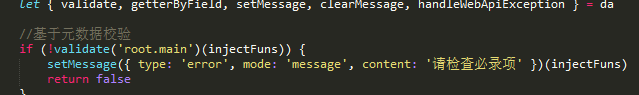 let { validate, getterByField, setMessage, clearMessage, handleWebApiException } = da
//基于元数据校验
if (!validate('root.main')(injectFuns)) {
    setMessage({ type: 'error', mode: 'message', content: '请检查必录项' })(injectFuns)
    return false
}